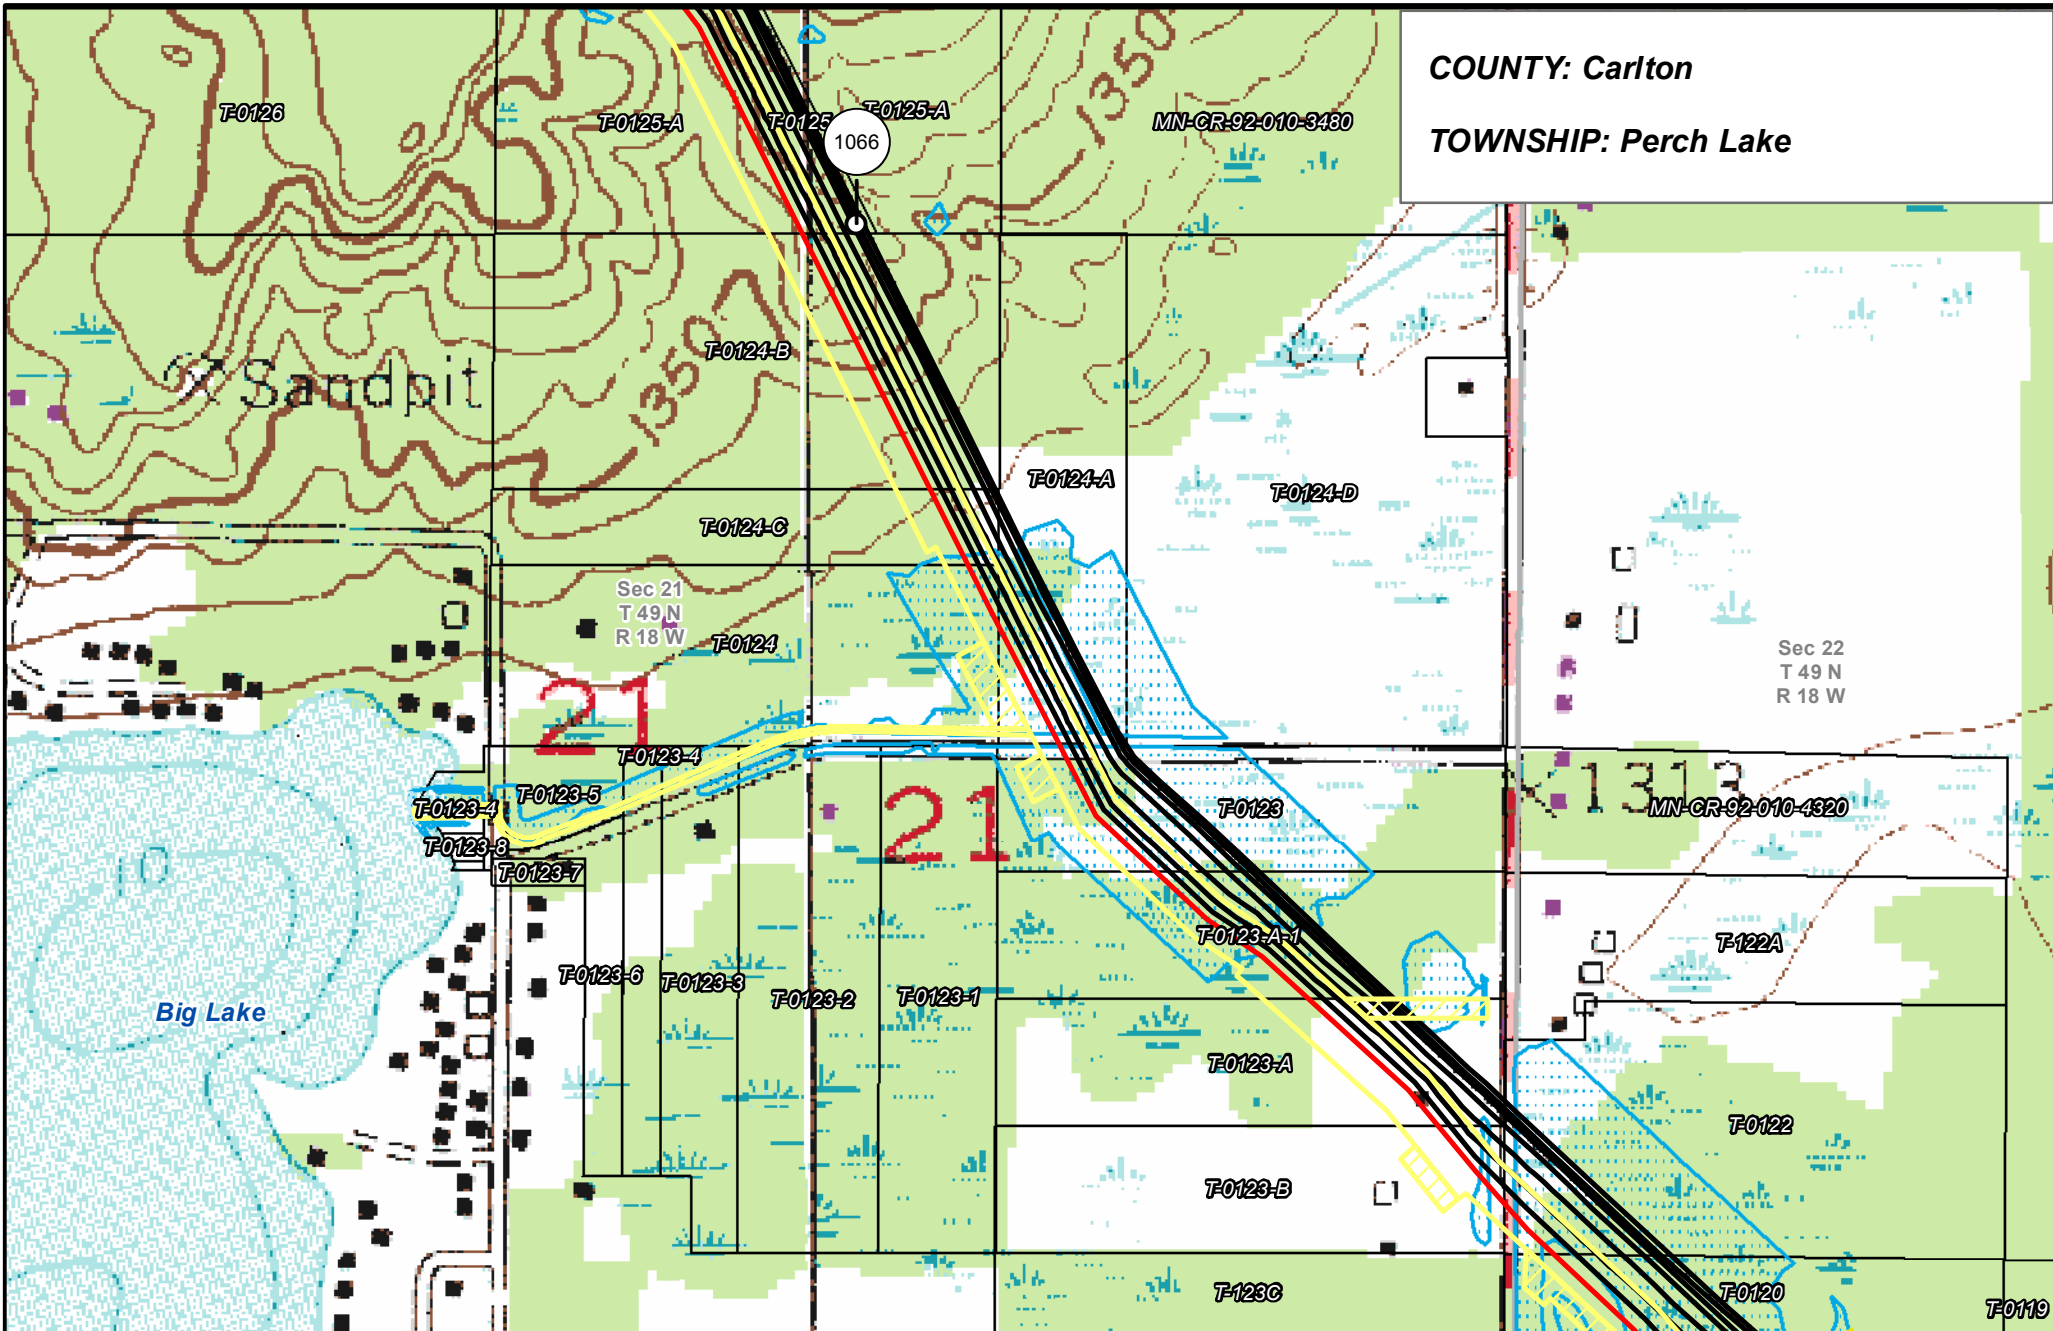 COUNTY: Carlton
TOWNSHIP: Perch Lake
T-0126
T-0125-A
T-0125
T-0125-A
MN-CR-92-010-3480
1350
1066
T-0124-B
1350
Sandpit
T-0124-A
T-0124-D
T-0124-C
Sec 21
T 49 N
R 18 W
T-0124
Sec 22
T 49 N
R 18 W
21
T-0123-4
T-0123-5
T-0123-4
T-0123
1313
MN-CR-92-010-4320
21
T-0123-8
T-0123-7
10
T-0123-A-1
T-122A
T-0123-6
T-0123-3
T-0123-2
T-0123-1
Big Lake
T-0123-A
T-0122
T-0123-B
T-123C
T-0120
T-0119